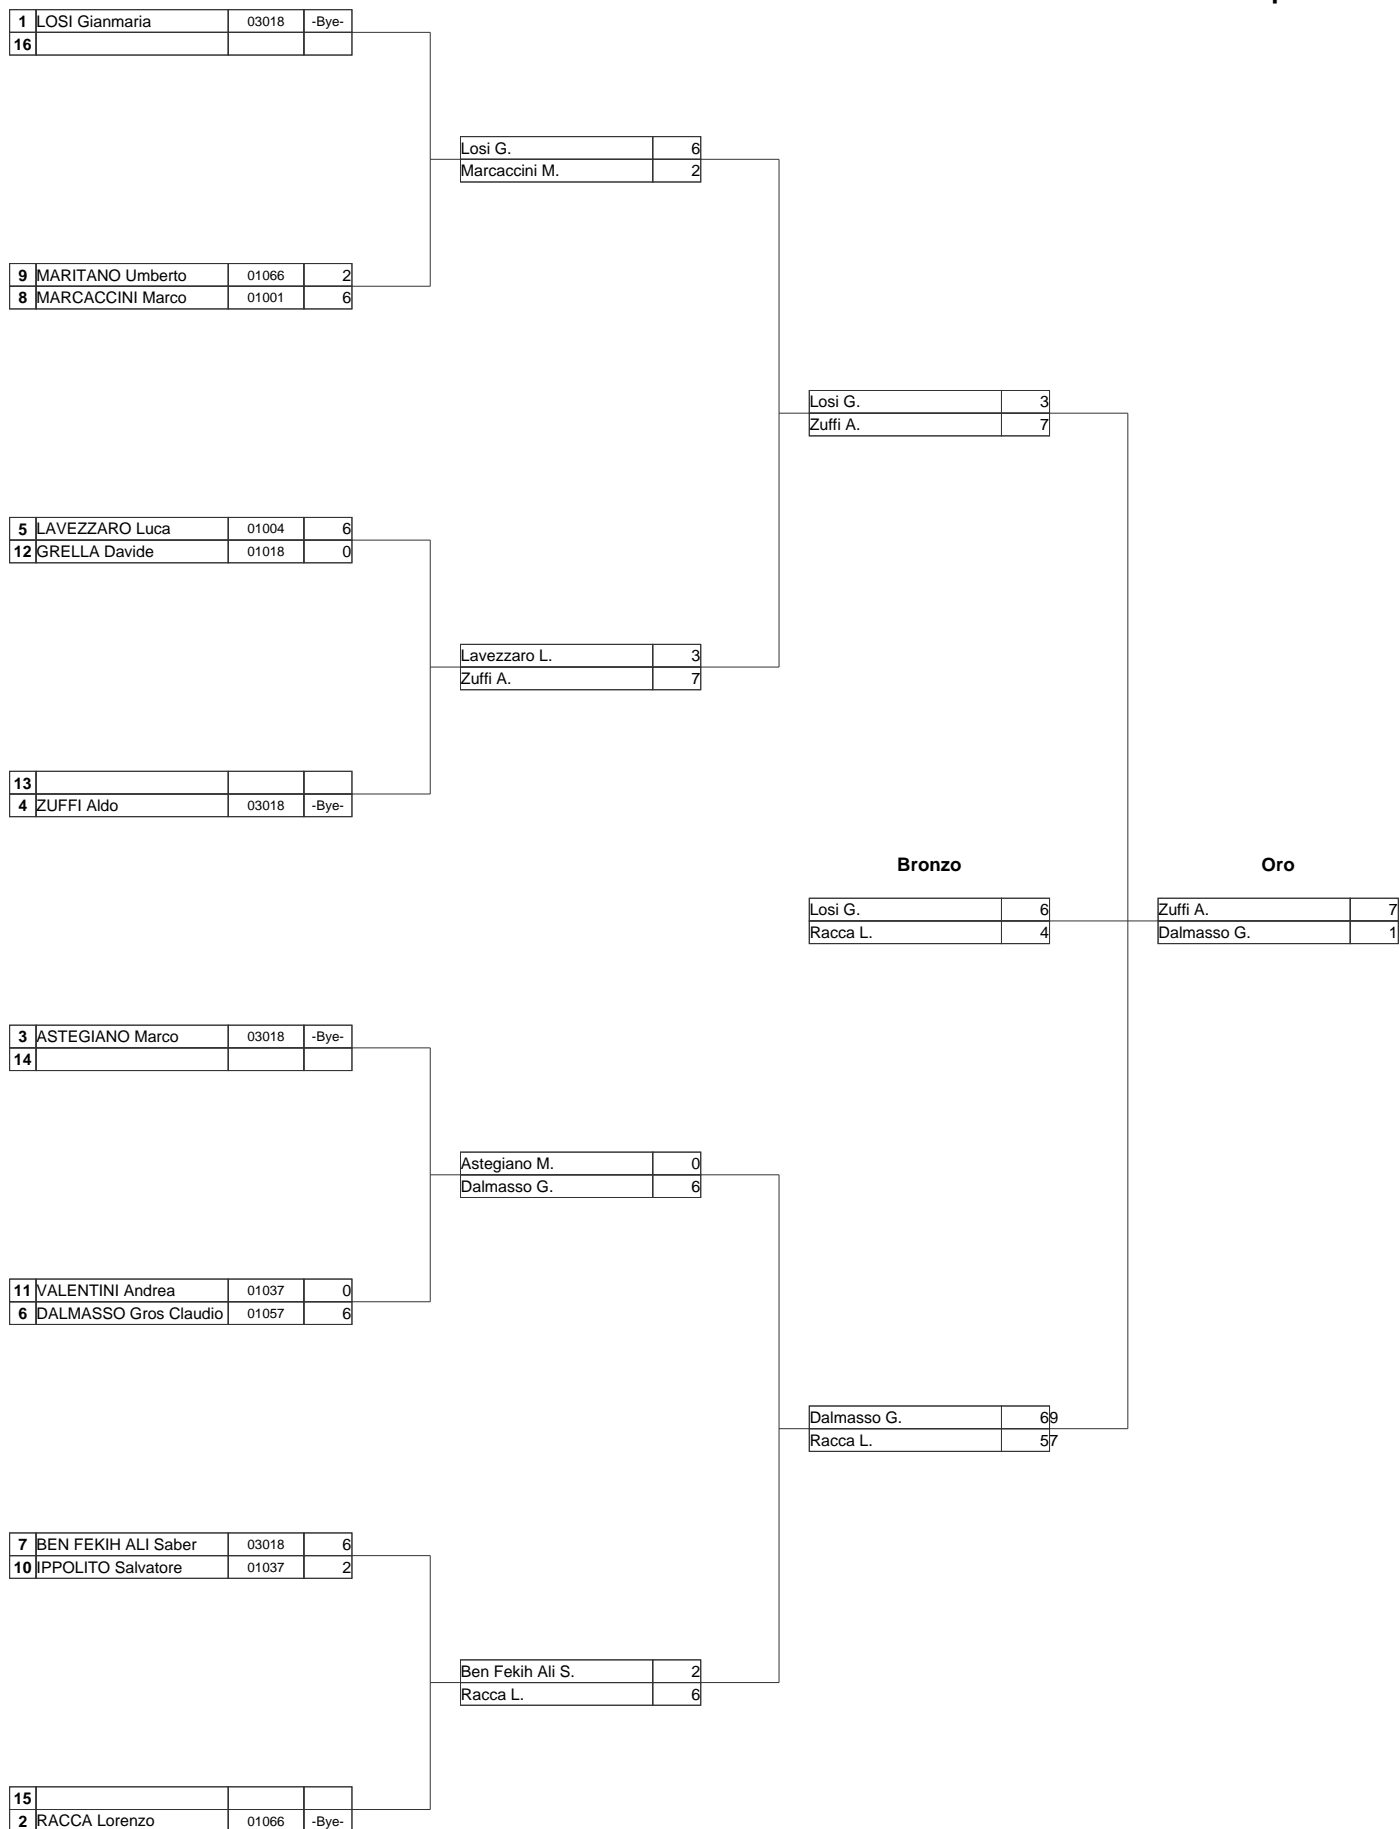 1 LOSI Gianmaria 03018 -Bye-
16
Losi G. 6
Marcaccini M. 2
9 MARITANO Umberto 01066 2
8 MARCACCINI Marco 01001 6
Losi G. 3
Zuffi A. 7
5 LAVEZZARO Luca 01004 6
12 GRELLA Davide 01018 0
Lavezzaro L. 3
Zuffi A. 7
13
4 ZUFFI Aldo 03018 -Bye-
Bronzo Oro
Losi G. 6 Zuffi A. 7
Racca L. 4 Dalmasso G. 1
3 ASTEGIANO Marco 03018 -Bye-
14
Astegiano M. 0
Dalmasso G. 6
11 VALENTINI Andrea 01037 0
6 DALMASSO Gros Claudio 01057 6
Dalmasso G. 69
Racca L. 57
7 BEN FEKIH ALI Saber 03018 6
10 IPPOLITO Salvatore 01037 2
Ben Fekih Ali S. 2
Racca L. 6
15
2 RACCA Lorenzo 01066 -Bye-